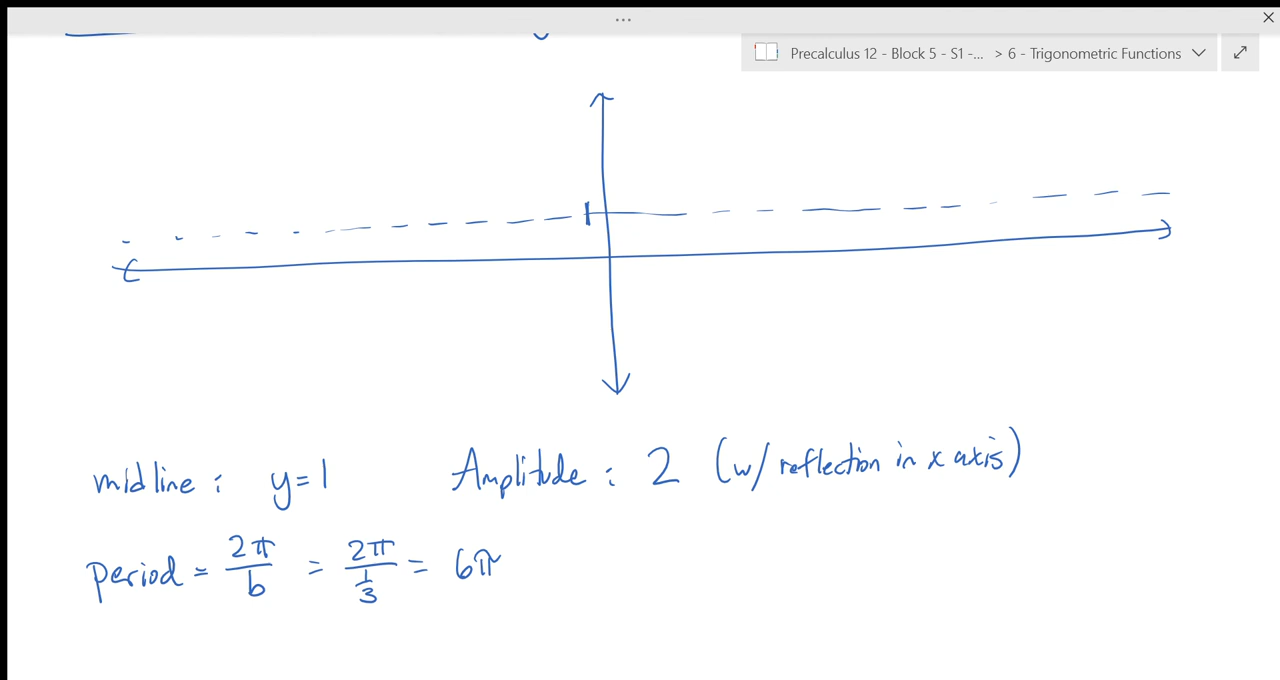 ...
Precalculus 12 - Block 5 - S1 -... > 6 - Trigonometric Functions
midline : y=1 Amplitude : 2 (w/ reflection in x axis)
period = 2π/b = 2π/(1/3) = 6π